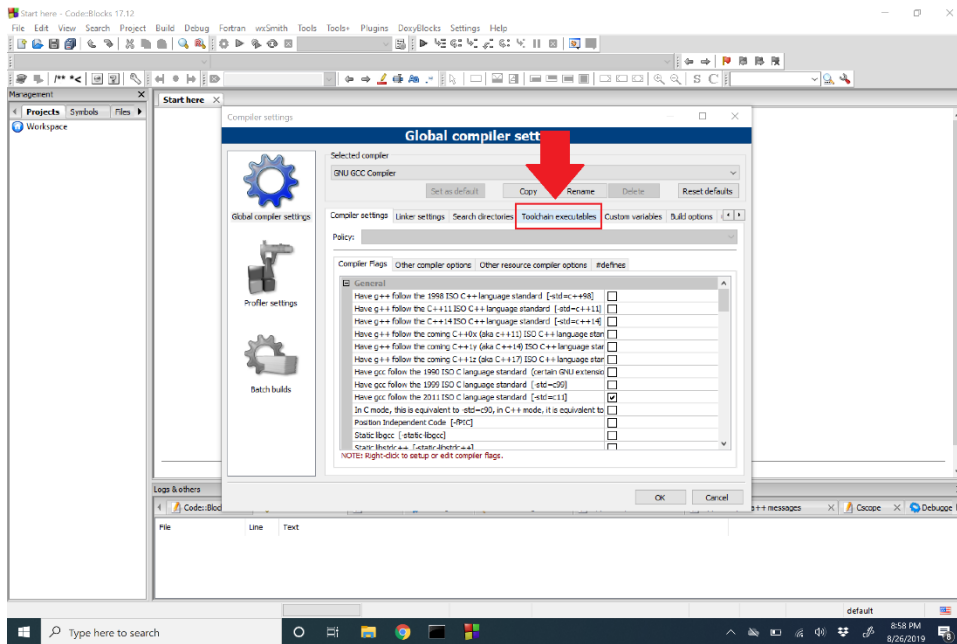 Start here - Code::Blocks 17.12
File Edit View Search Project Build Debug Fortran wxSmith Tools Tools+ Plugins DoxyBlocks Settings Help
/** *<
S C
Management
Projects Symbols Files
Workspace
Start here
Compiler settings
Global compiler sett
Selected compiler
GNU GCC Compiler
Set as default Copy Rename Delete Reset defaults
Global compiler settings
Profiler settings
Batch builds
Compiler settings Linker settings Search directories Toolchain executables Custom variables Build options
Policy:
Compiler Flags Other compiler options Other resource compiler options #defines
General
Have g++ follow the 1998 ISO C++ language standard [-std=c++98]
Have g++ follow the C++11 ISO C++ language standard [-std=c++11]
Have g++ follow the C++14 ISO C++ language standard [-std=c++14]
Have g++ follow the coming C++0x (aka c++11) ISO C++ language stan
Have g++ follow the coming C++1y (aka C++14) ISO C++ language star
Have g++ follow the coming C++1z (aka C++17) ISO C++ language star
Have gcc follow the 1990 ISO C language standard (certain GNU extensio
Have gcc follow the 1999 ISO C language standard [-std=c99]
Have gcc follow the 2011 ISO C language standard [-std=c11]
In C mode, this is equivalent to -std=c90, in C++ mode, it is equivalent to
Position Independent Code [-fPIC]
Static libgcc [-static-libgcc]
Static libstdc++ [-static-libstdc++]
NOTE: Right-click to setup or edit compiler flags.
OK Cancel
Logs & others
Code::Bloc
++ messages Cscope Debugge
File Line Text
default
Type here to search
8:58 PM
8/26/2019